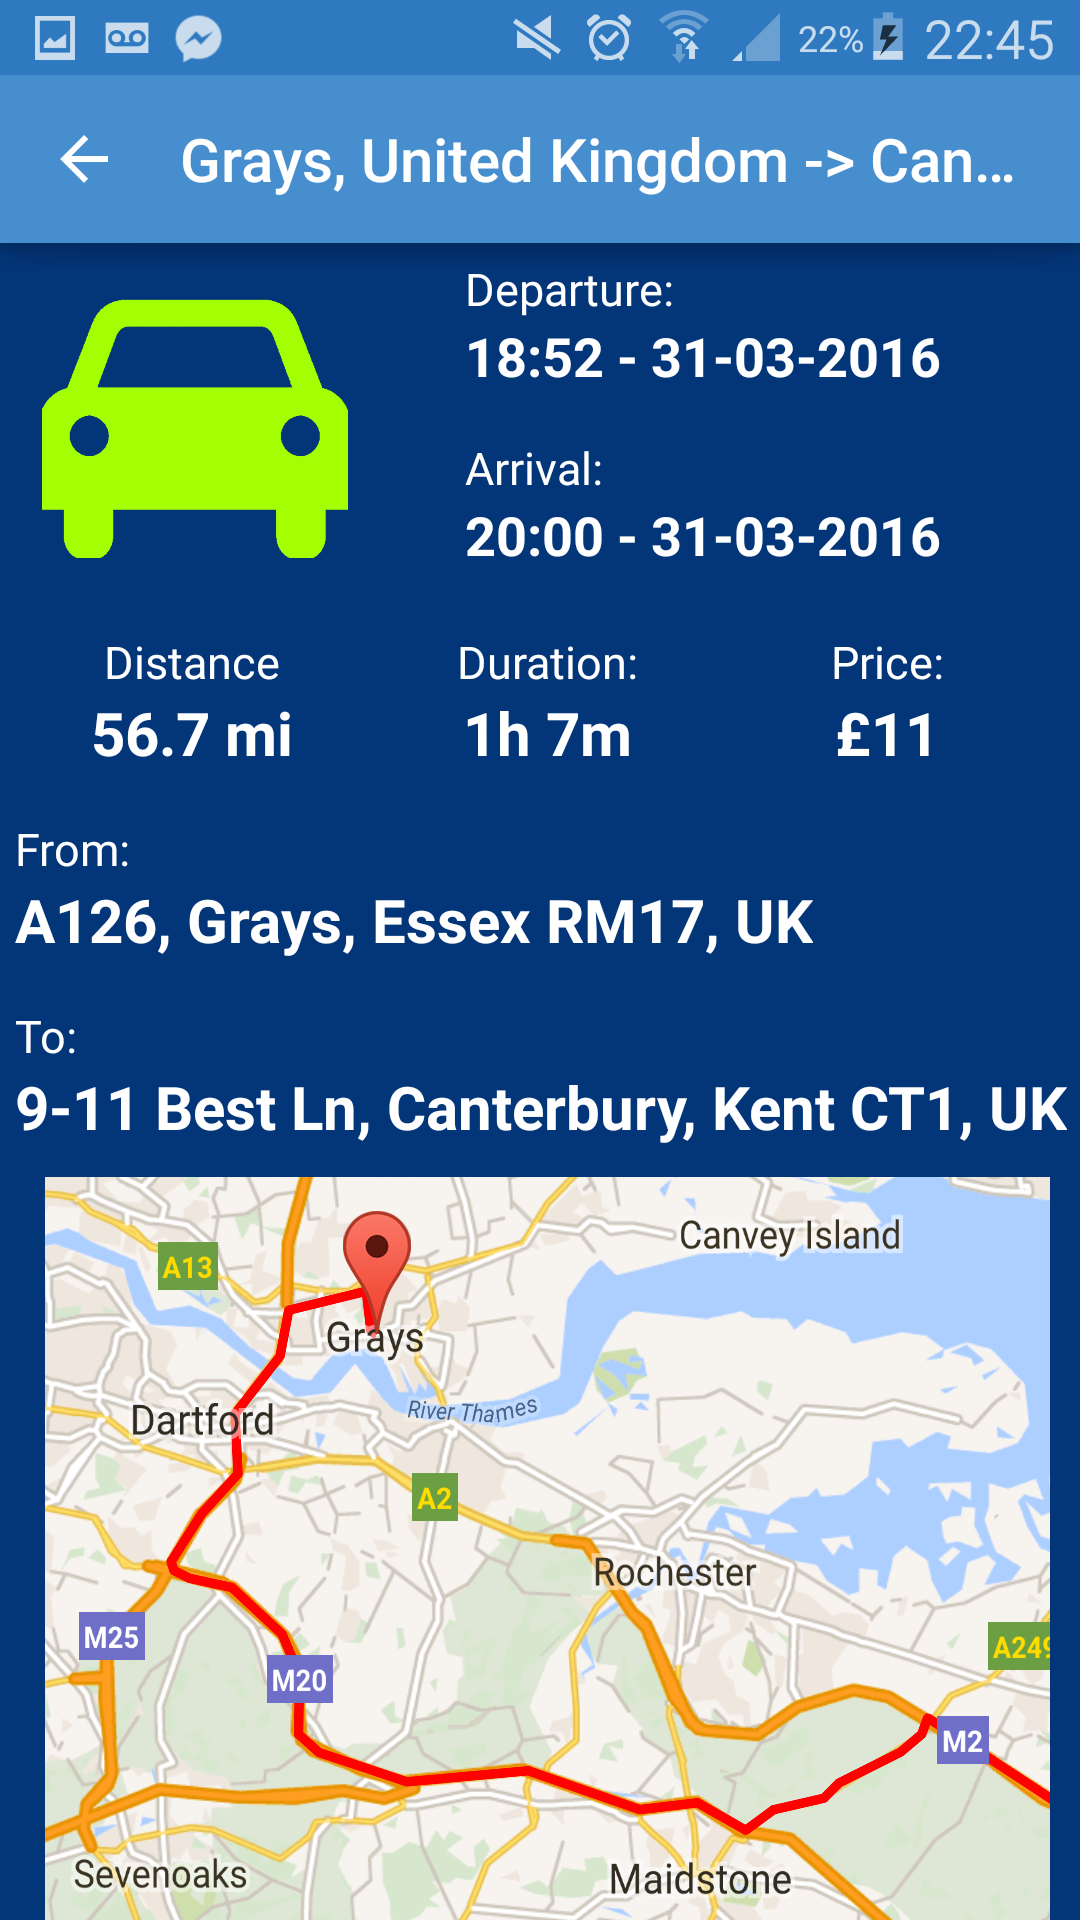 22% 22:45
Grays, United Kingdom -> Can...
Departure:
18:52 - 31-03-2016
Arrival:
20:00 - 31-03-2016
Distance Duration: Price:
56.7 mi 1h 7m £11
From:
A126, Grays, Essex RM17, UK
To:
9-11 Best Ln, Canterbury, Kent CT1, UK
Canvey Island
A13
Grays
River Thames
Dartford
A2
Rochester
M25
A249
M20
M2
Sevenoaks
Maidstone